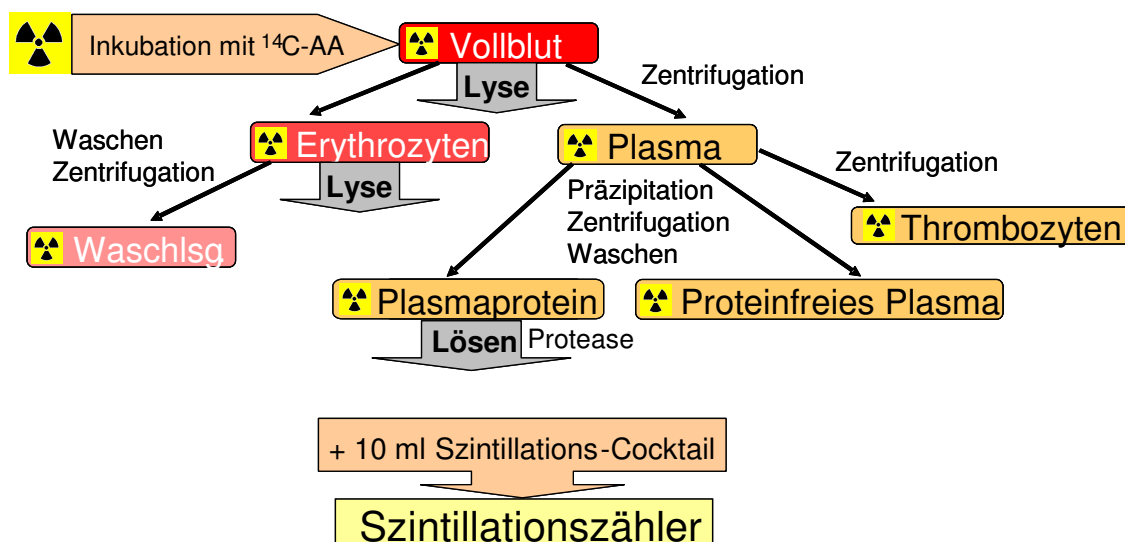 Inkubation mit ¹⁴C-AA
Vollblut
Lyse
Zentrifugation
Waschen
Zentrifugation
Erythrozyten
Lyse
Plasma
Zentrifugation
Präzipitation
Zentrifugation
Waschen
Waschlsg
Thrombozyten
Plasmaprotein
Proteinfreies Plasma
Lösen Protease
+ 10 ml Szintillations-Cocktail
Szintillationszähler